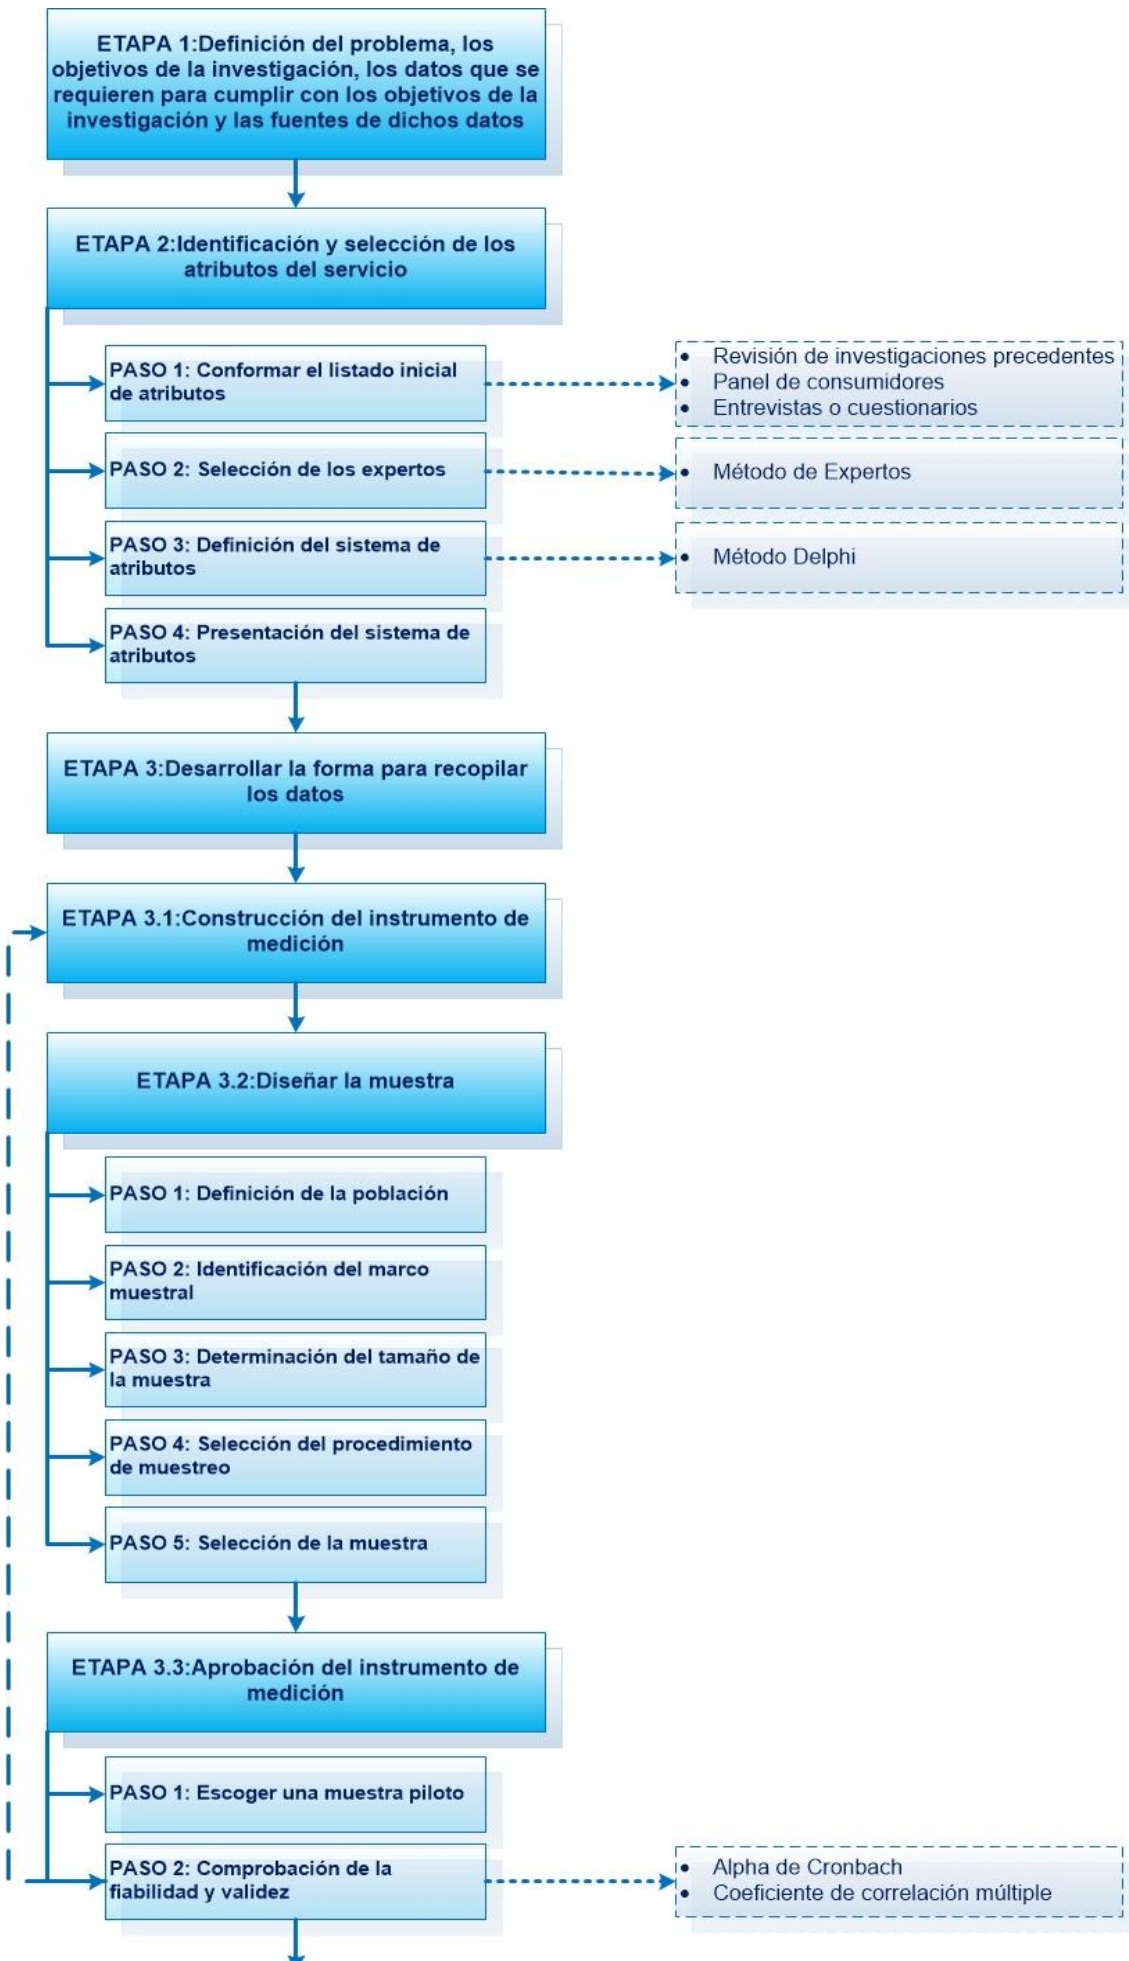 ETAPA 1:Definición del problema, los
objetivos de la investigación, los datos que se
requieren para cumplir con los objetivos de la
investigación y las fuentes de dichos datos
ETAPA 2:Identificación y selección de los
atributos del servicio
PASO 1: Conformar el listado inicial
de atributos
• Revisión de investigaciones precedentes
• Panel de consumidores
• Entrevistas o cuestionarios
PASO 2: Selección de los expertos
• Método de Expertos
PASO 3: Definición del sistema de
atributos
• Método Delphi
PASO 4: Presentación del sistema de
atributos
ETAPA 3:Desarrollar la forma para recopilar
los datos
ETAPA 3.1:Construcción del instrumento de
medición
ETAPA 3.2:Diseñar la muestra
PASO 1: Definición de la población
PASO 2: Identificación del marco
muestral
PASO 3: Determinación del tamaño de
la muestra
PASO 4: Selección del procedimiento
de muestreo
PASO 5: Selección de la muestra
ETAPA 3.3:Aprobación del instrumento de
medición
PASO 1: Escoger una muestra piloto
PASO 2: Comprobación de la
fiabilidad y validez
• Alpha de Cronbach
• Coeficiente de correlación múltiple